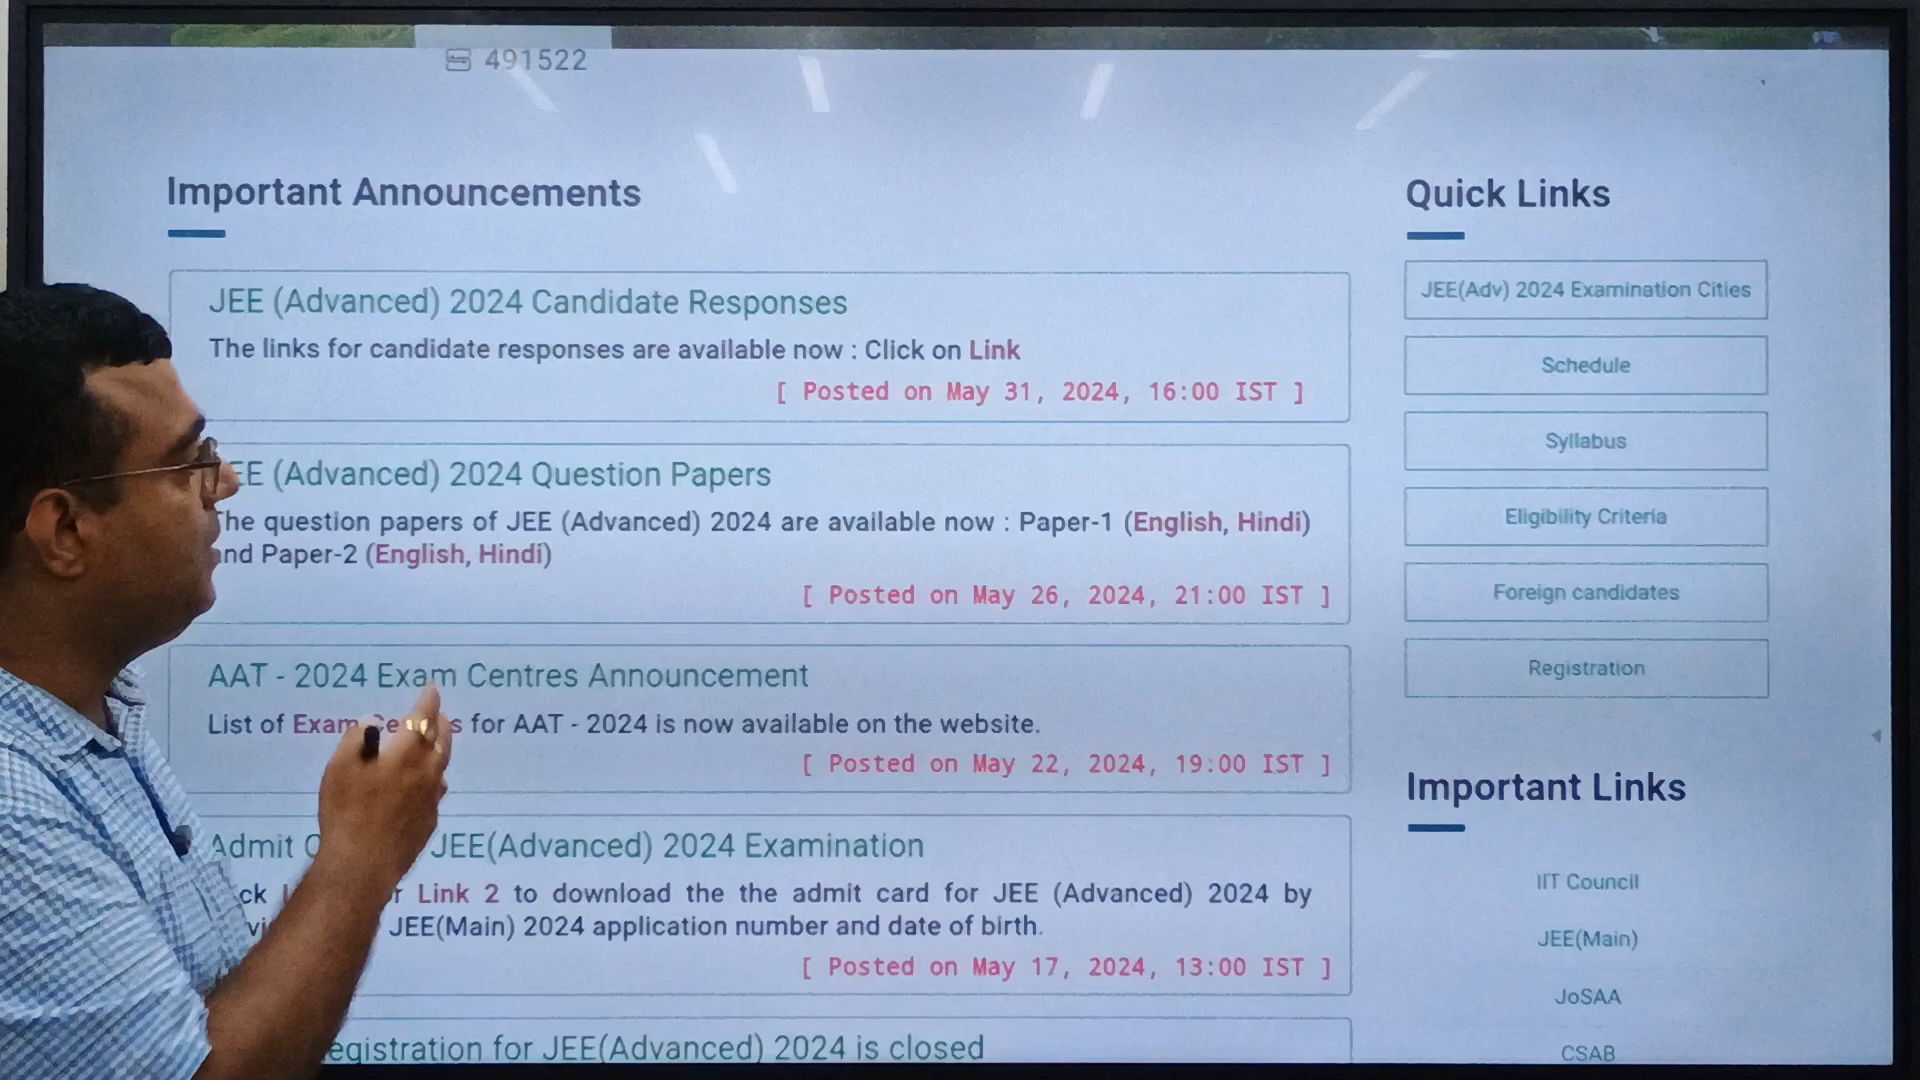 491522
Important Announcements
JEE (Advanced) 2024 Candidate Responses
The links for candidate responses are available now : Click on Link
[ Posted on May 31, 2024, 16:00 IST ]
EE (Advanced) 2024 Question Papers
The question papers of JEE (Advanced) 2024 are available now : Paper-1 (English, Hindi)
and Paper-2 (English, Hindi)
[ Posted on May 26, 2024, 21:00 IST ]
AAT - 2024 Exam Centres Announcement
List of Exam for AAT - 2024 is now available on the website.
[ Posted on May 22, 2024, 19:00 IST ]
Admit JEE(Advanced) 2024 Examination
Link 2 to download the the admit card for JEE (Advanced) 2024 by
JEE(Main) 2024 application number and date of birth.
[ Posted on May 17, 2024, 13:00 IST ]
egistration for JEE(Advanced) 2024 is closed
Quick Links
JEE(Adv) 2024 Examination Cities
Schedule
Syllabus
Eligibility Criteria
Foreign candidates
Registration
Important Links
IIT Council
JEE(Main)
JoSAA
CSAB